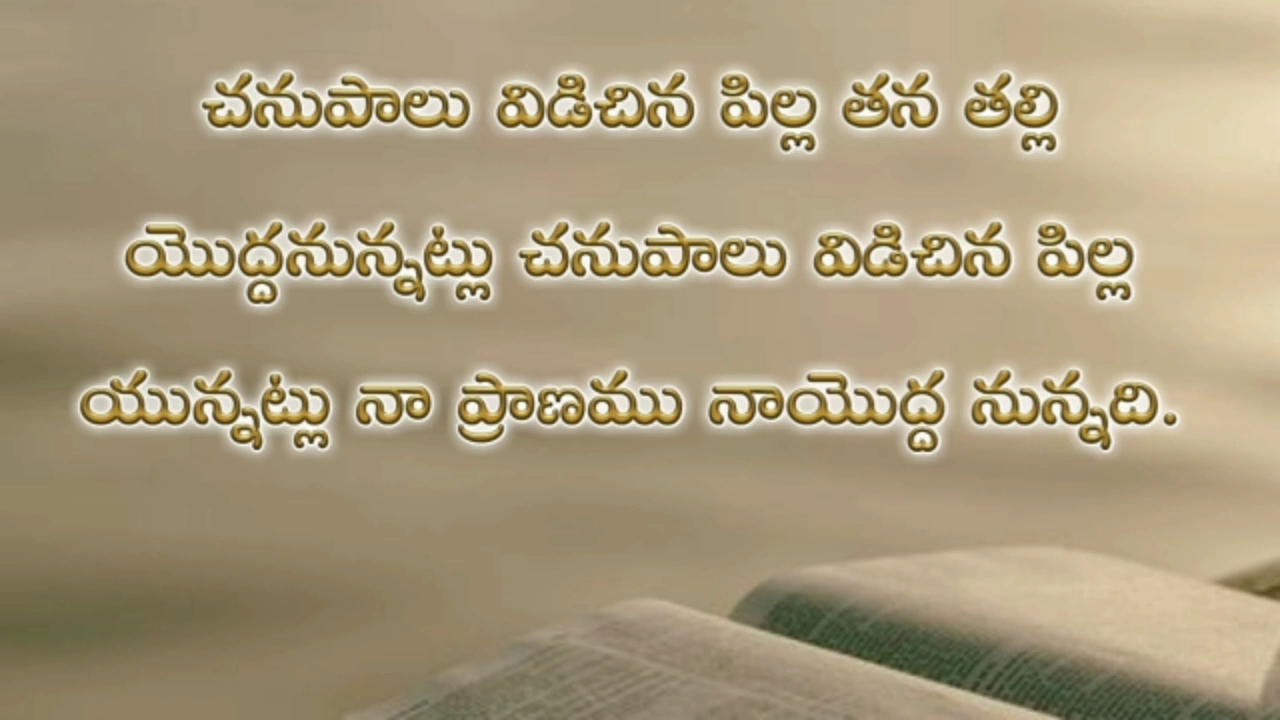 చనుపాలు విడిచిన పిల్ల తన తల్లి
యొద్దనున్నట్లు చనుపాలు విడిచిన పిల్ల
యున్నట్లు నా ప్రాణము నాయొద్ద నున్నది.